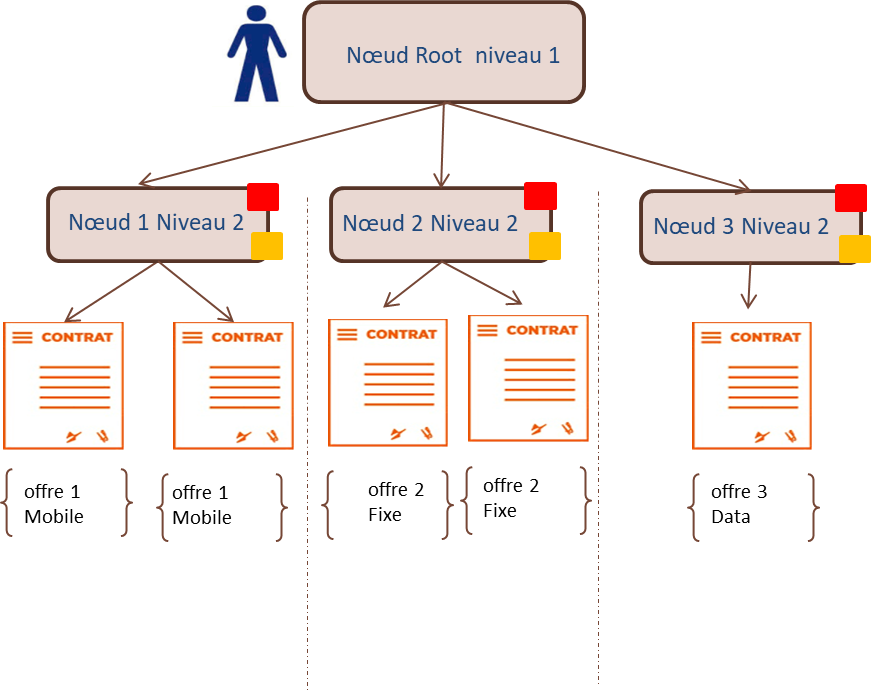 Nœud Root niveau 1
Nœud 1 Niveau 2
Nœud 2 Niveau 2
Nœud 3 Niveau 2
CONTRAT
CONTRAT
CONTRAT
CONTRAT
CONTRAT
offre 1
Mobile
offre 1
Mobile
offre 2
Fixe
offre 2
Fixe
offre 3
Data